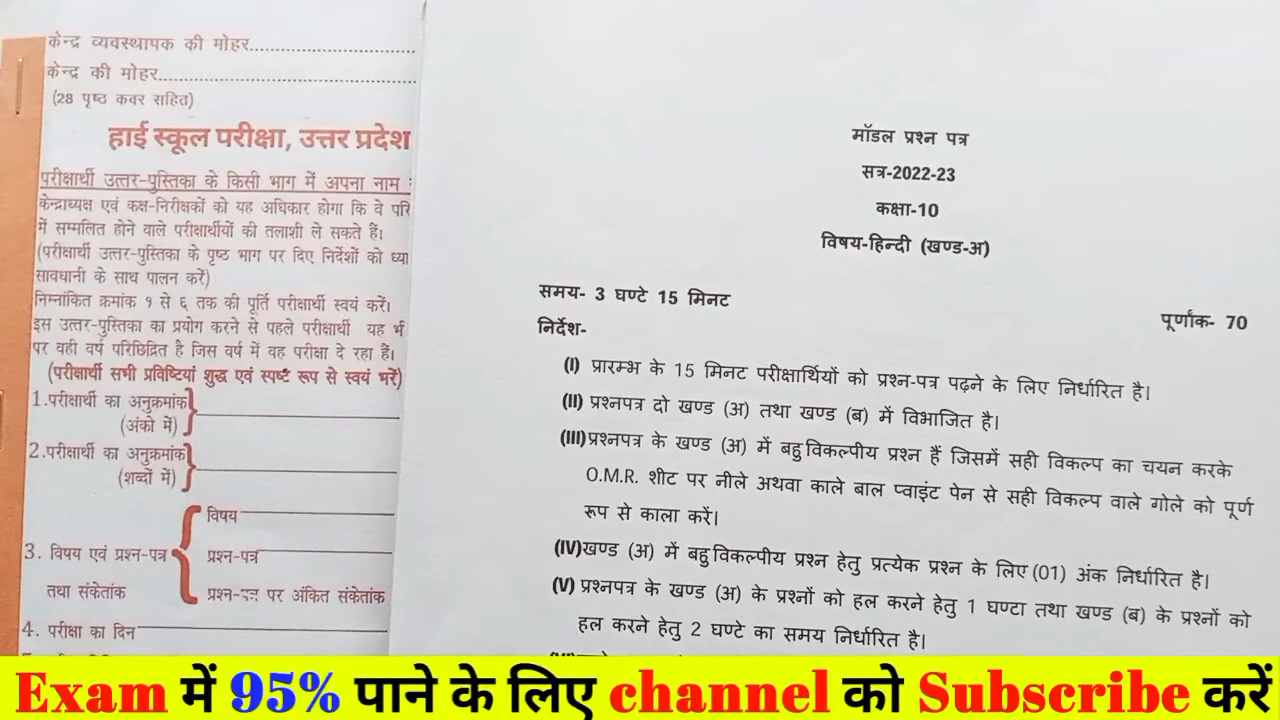 केन्द्र व्यवस्थापक की मोहर
केन्द्र की मोहर
(28 पृष्ठ कवर सहित)
हाई स्कूल परीक्षा, उत्तर प्रदेश
परीक्षार्थी उत्तर-पुस्तिका के किसी भाग में अपना नाम
केन्द्राध्यक्ष एवं कक्ष-निरीक्षकों को यह अधिकार होगा कि वे परि
में सम्मलित होने वाले परीक्षार्थीयों की तलाशी ले सकते हैं।
(परीक्षार्थी उत्तर-पुस्तिका के पृष्ठ भाग पर दिए निर्देशों को ध्या
सावधानी के साथ पालन करें)
निम्नांकित क्रमांक १ से ६ तक की पूर्ति परीक्षार्थी स्वयं करें।
इस उत्तर-पुस्तिका का प्रयोग करने से पहले परीक्षार्थी यह भी
पर वही वर्ष परिछिद्रित है जिस वर्ष में वह परीक्षा दे रहा हैं।
(परीक्षार्थी सभी प्रविष्टियां शुद्ध एवं स्पष्ट रूप से स्वयं भरें)
1.परीक्षार्थी का अनुक्रमांक
(अंको में)
2.परीक्षार्थी का अनुक्रमांक
(शब्दों में)
विषय
3. विषय एवं प्रश्न-पत्र
प्रश्न-पत्र
तथा संकेतांक
प्रश्न-पत्र पर अंकित संकेतांक
4. परीक्षा का दिन
मॉडल प्रश्न पत्र
सत्र-2022-23
कक्षा-10
विषय-हिन्दी (खण्ड-अ)
समय- 3 घण्टे 15 मिनट
पूर्णांक- 70
निर्देश-
(I) प्रारम्भ के 15 मिनट परीक्षार्थियों को प्रश्न-पत्र पढ़ने के लिए निर्धारित है।
(II) प्रश्नपत्र दो खण्ड (अ) तथा खण्ड (ब) में विभाजित है।
(III)प्रश्नपत्र के खण्ड (अ) में बहुविकल्पीय प्रश्न हैं जिसमें सही विकल्प का चयन करके
O.M.R. शीट पर नीले अथवा काले बाल प्वाइंट पेन से सही विकल्प वाले गोले को पूर्ण
रूप से काला करें।
(IV)खण्ड (अ) में बहुविकल्पीय प्रश्न हेतु प्रत्येक प्रश्न के लिए (01) अंक निर्धारित है।
(V) प्रश्नपत्र के खण्ड (अ) के प्रश्नों को हल करने हेतु 1 घण्टा तथा खण्ड (ब) के प्रश्नों को
हल करने हेतु 2 घण्टे का समय निर्धारित है।
Exam में 95% पाने के लिए channel को Subscribe करें